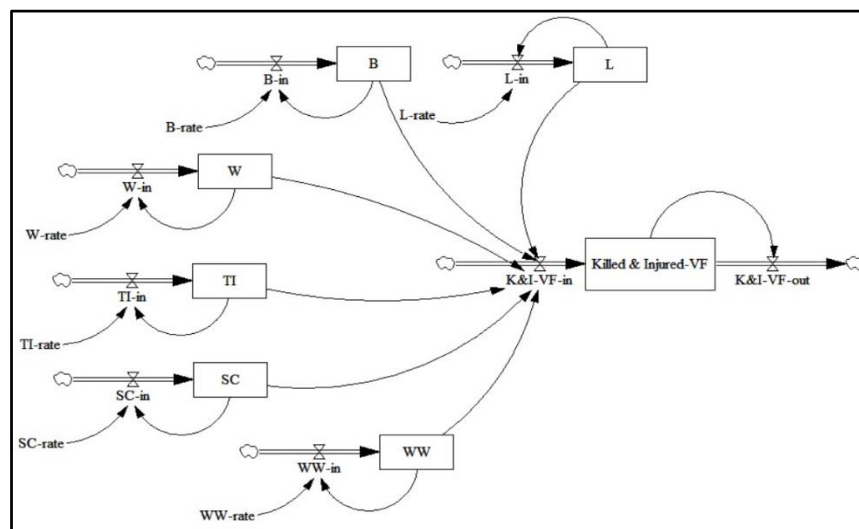 B
B-in
B-rate
L
L-in
L-rate
W
W-in
W-rate
TI
TI-in
TI-rate
SC
SC-in
SC-rate
WW
WW-in
WW-rate
K&I-VF-in
Killed & Injured-VF
K&I-VF-out